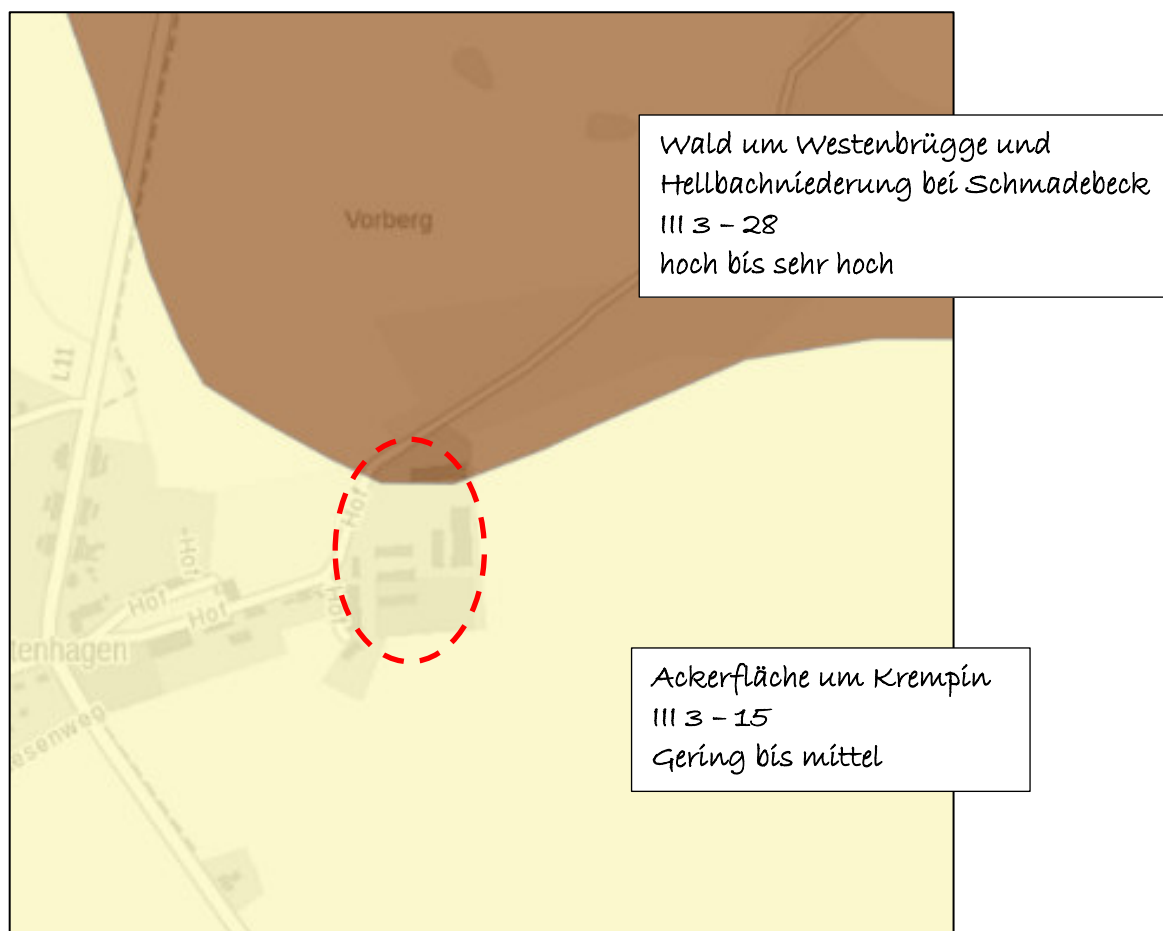 Wald um Westenbrügge und
Hellbachniederung bei Schmadebeck
III 3 – 28
hoch bis sehr hoch
Vorberg
L11
Hof
Hof
Hof
Hof
Hof
tenhagen
esenweg
Ackerfläche um Krempin
III 3 – 15
Gering bis mittel